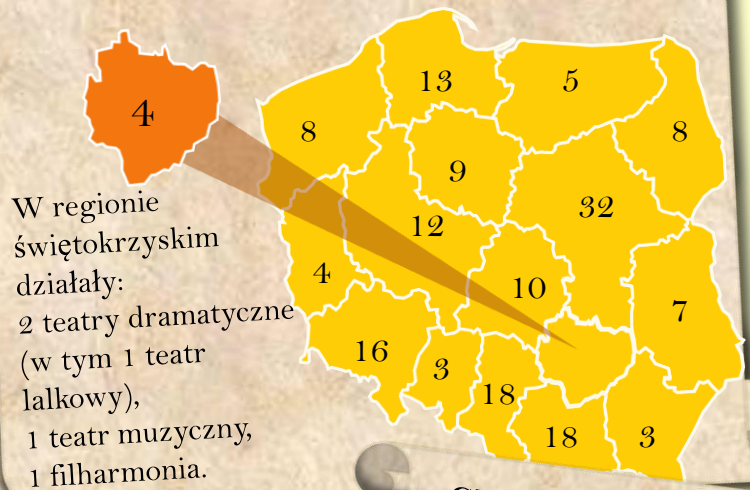 4
13
5
8
8
9
32
12
4
10
7
16
3
18
18
3
W regionie
świętokrzyskim
działały:
2 teatry dramatyczne
(w tym 1 teatr
lalkowy),
1 teatr muzyczny,
1 filharmonia.